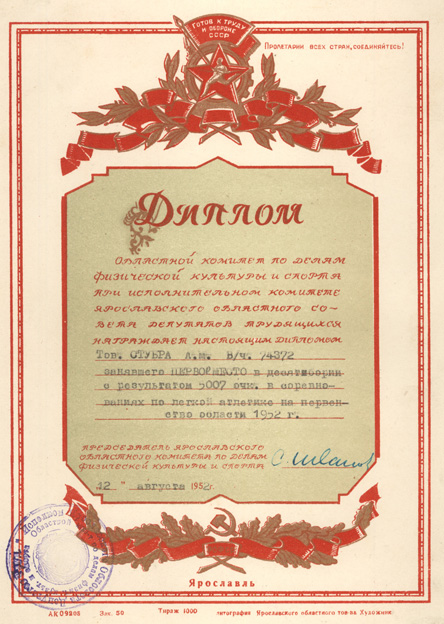 ГОТОВ К ТРУДУ
И ОБОРОНЕ
СССР
ПРОЛЕТАРИИ ВСЕХ СТРАН, СОЕДИНЯЙТЕСЬ!
ДИПЛОМ
ОБЛАСТНОЙ КОМИТЕТ ПО ДЕЛАМ
ФИЗИЧЕСКОЙ КУЛЬТУРЫ И СПОРТА
ПРИ ИСПОЛНИТЕЛЬНОМ КОМИТЕТЕ
ЯРОСЛАВСКОГО ОБЛАСТНОГО СО-
ВЕТА ДЕПУТАТОВ ТРУДЯЩИХСЯ
НАГРАЖДАЕТ НАСТОЯЩИМ ДИПЛОМОМ
Тов. СТУБРА А.Ш. В/ч. 74372
занявшего ПЕРВОЕ МЕСТО в десятиборьи
с результатом 5007 очк. в соревно-
ваниях по легкой атлетике на первен-
ство области 1952 г.
ПРЕДСЕДАТЕЛЬ ЯРОСЛАВСКОГО
ОБЛАСТНОГО КОМИТЕТА ПО ДЕЛАМ
ФИЗИЧЕСКОЙ КУЛЬТУРЫ И СПОРТА
12 " августа 1952г.
Ярославль
Зак. 50 Тираж 1000 Ярославского областного тов-ва Художник